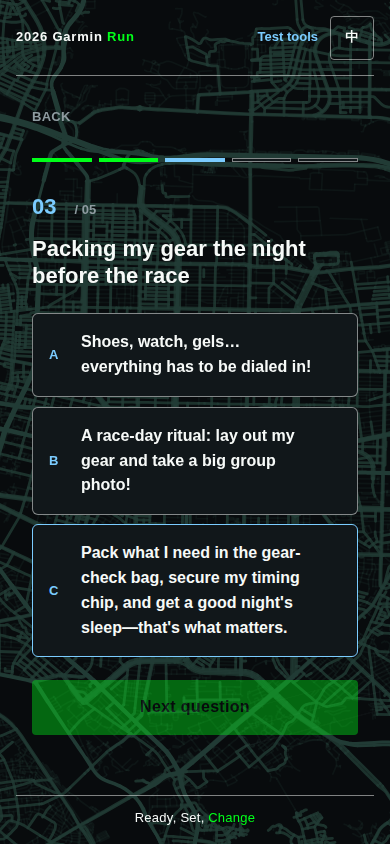 2026 Garmin Run
Test tools
中
BACK
03 / 05
Packing my gear the night
before the race
A
Shoes, watch, gels…
everything has to be dialed in!
B
A race-day ritual: lay out my
gear and take a big group
photo!
C
Pack what I need in the gear-
check bag, secure my timing
chip, and get a good night's
sleep—that's what matters.
Next question
Ready, Set, Change